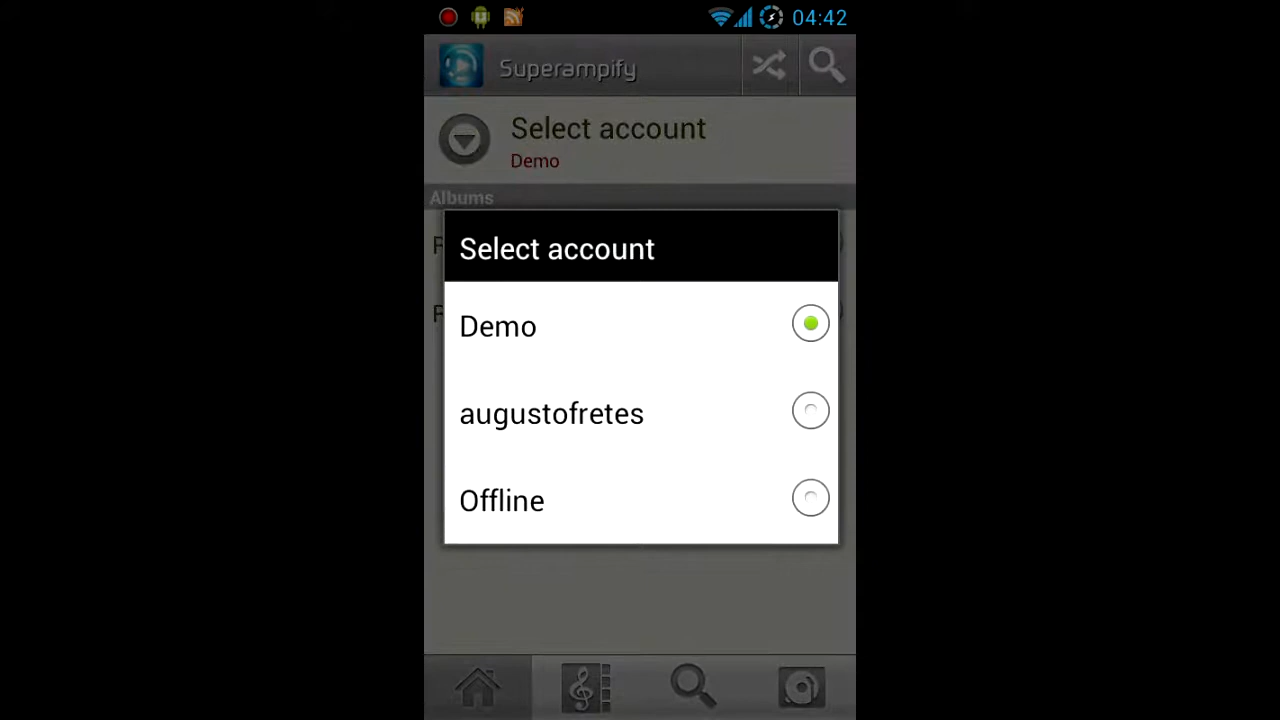 04:42
Superampify
Select account
Demo
Albums
Select account
Demo
augustofretes
Offline